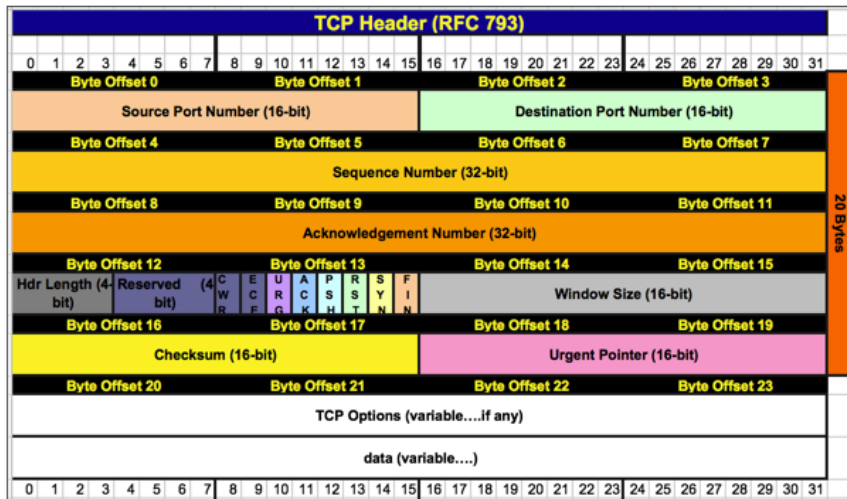 TCP Header (RFC 793)
0 1 2 3 4 5 6 7 8 9 10 11 12 13 14 15 16 17 18 19 20 21 22 23 24 25 26 27 28 29 30 31
Byte Offset 0 Byte Offset 1 Byte Offset 2 Byte Offset 3
Source Port Number (16-bit) Destination Port Number (16-bit)
Byte Offset 4 Byte Offset 5 Byte Offset 6 Byte Offset 7
Sequence Number (32-bit)
Byte Offset 8 Byte Offset 9 Byte Offset 10 Byte Offset 11
Acknowledgement Number (32-bit)
20 Bytes
Byte Offset 12 Byte Offset 13 Byte Offset 14 Byte Offset 15
Hdr Length (4-bit) Reserved (4 bit) CWR ECE URG ACK PSH RST SYN FIN Window Size (16-bit)
Byte Offset 16 Byte Offset 17 Byte Offset 18 Byte Offset 19
Checksum (16-bit) Urgent Pointer (16-bit)
Byte Offset 20 Byte Offset 21 Byte Offset 22 Byte Offset 23
TCP Options (variable....if any)
data (variable....)
0 1 2 3 4 5 6 7 8 9 10 11 12 13 14 15 16 17 18 19 20 21 22 23 24 25 26 27 28 29 30 31